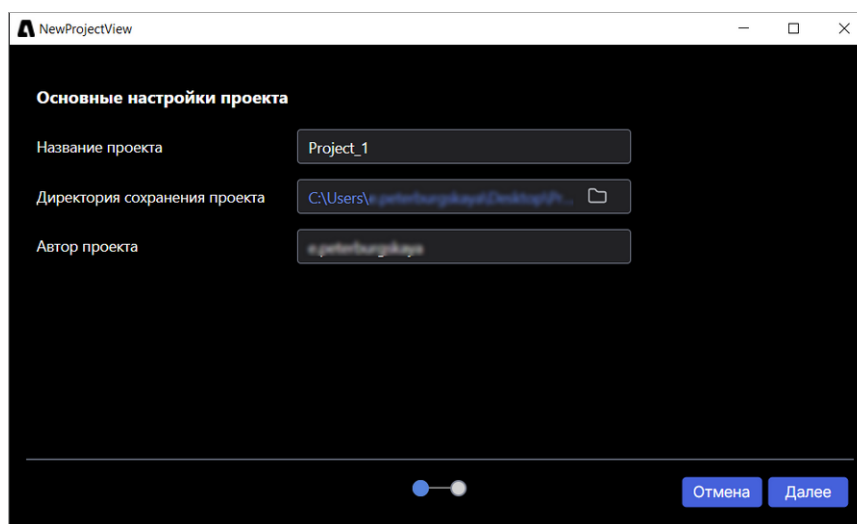 NewProjectView
Основные настройки проекта
Название проекта
Project_1
Директория сохранения проекта
C:\Users\
Автор проекта
Отмена
Далее